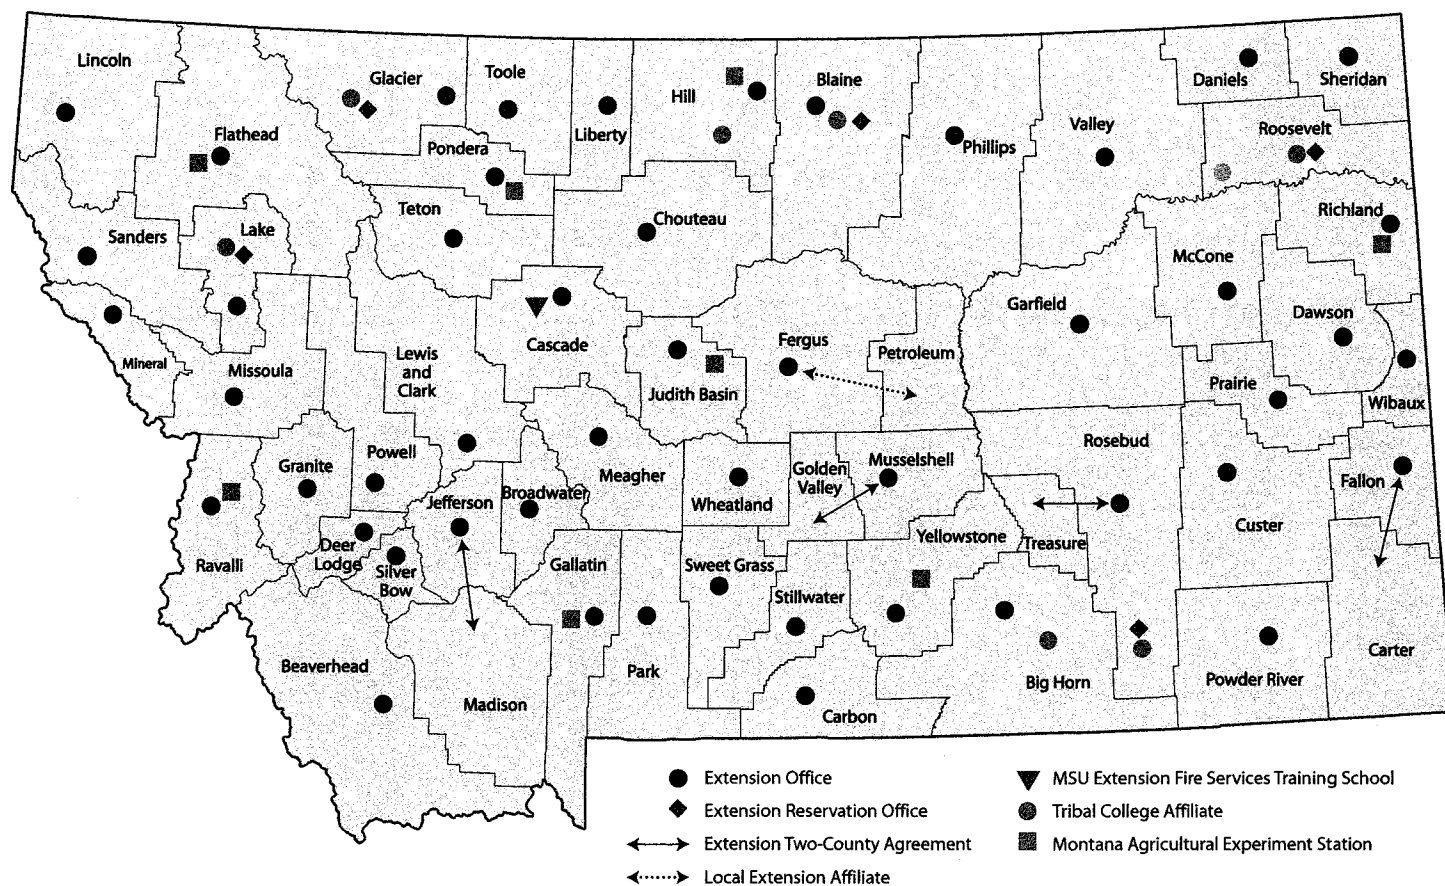 Lincoln
Glacier
Toole
Hill
Blaine
Daniels
Sheridan
Flathead
Liberty
Phillips
Valley
Roosevelt
Pondera
Teton
Chouteau
Richland
Sanders
Lake
McCone
Garfield
Dawson
Mineral
Missoula
Lewis
and
Clark
Cascade
Judith Basin
Fergus
Petroleum
Prairie
Wibaux
Granite
Powell
Jefferson
Broadwater
Meagher
Wheatland
Golden
Valley
Musselshell
Rosebud
Fallon
Custer
Ravalli
Deer
Lodge
Silver
Bow
Gallatin
Sweet Grass
Stillwater
Yellowstone
Treasure
Beaverhead
Madison
Park
Carbon
Big Horn
Powder River
Carter
Extension Office
Extension Reservation Office
Extension Two-County Agreement
Local Extension Affiliate
MSU Extension Fire Services Training School
Tribal College Affiliate
Montana Agricultural Experiment Station